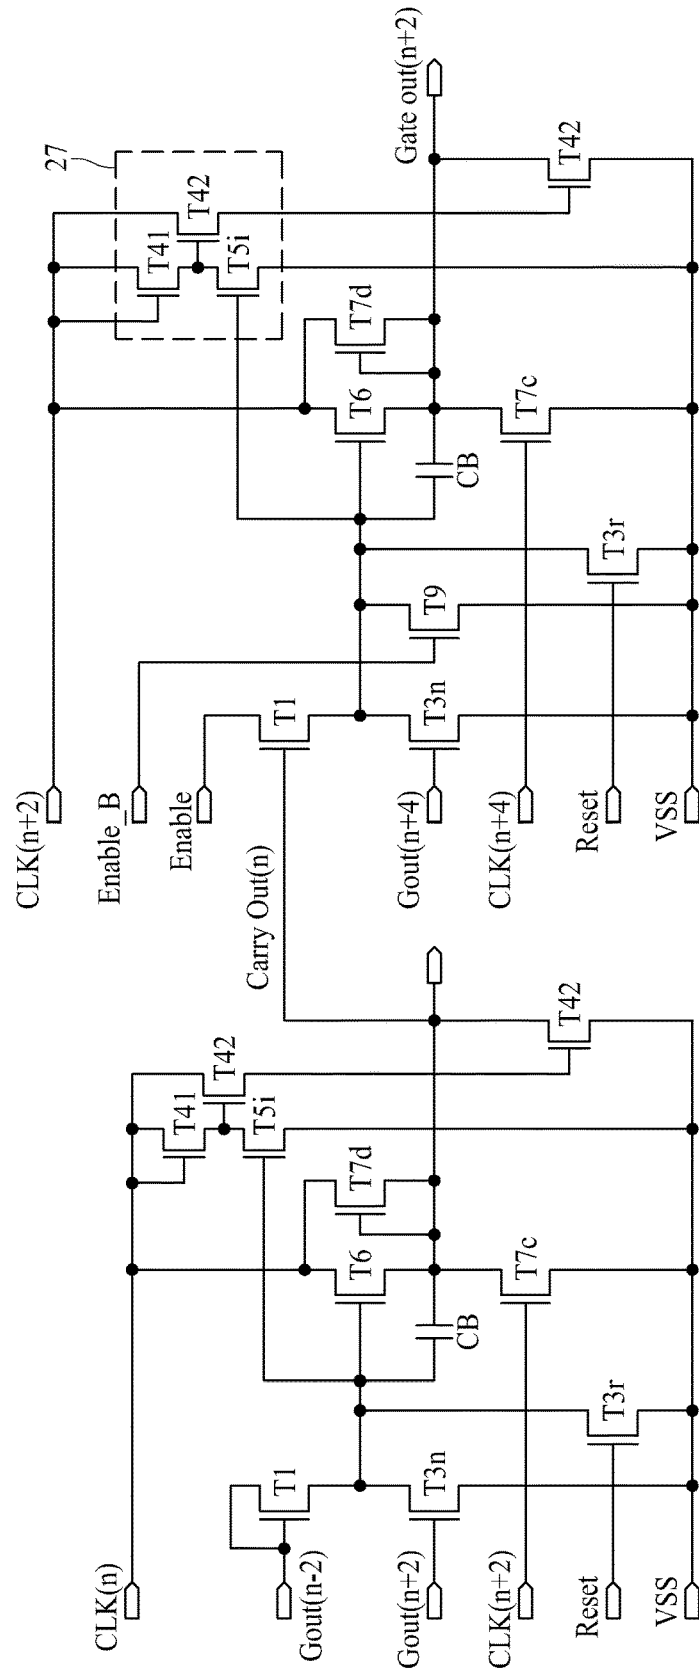 CLK(n)
Gout(n-2)
Gout(n+2)
CLK(n+2)
Reset
VSS
T1
T3n
T3r
T6
CB
T7c
T7d
T41
T5i
T42
T42
Carry Out(n)
CLK(n+2)
Enable_B
Enable
Gout(n+4)
CLK(n+4)
Reset
VSS
T1
T3n
T9
T3r
T6
CB
T7c
T7d
27
T41
T5i
T42
T42
Gate out(n+2)